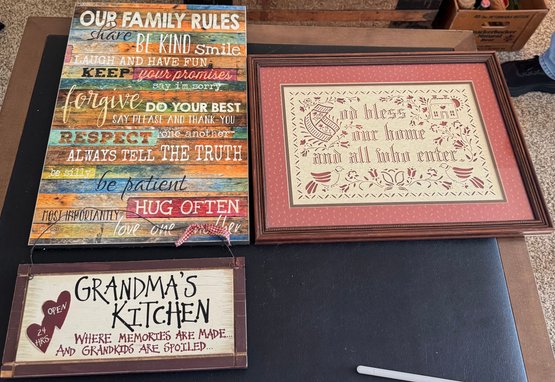 OUR FAMILY RULES
share BE KIND smile
LAUGH AND HAVE FUN
KEEP your promises
say i'm sorry
forgive DO YOUR BEST
SAY PLEASE AND THANK YOU
RESPECT one another
ALWAYS TELL THE TRUTH
be silly
be patient
MOST IMPORTANTLY HUG OFTEN
love one another
God bless
our home
and all who enter.
GRANDMA'S
KITCHEN
OPEN
24
HRS
WHERE MEMORIES ARE MADE...
AND GRANDKIDS ARE SPOILED...